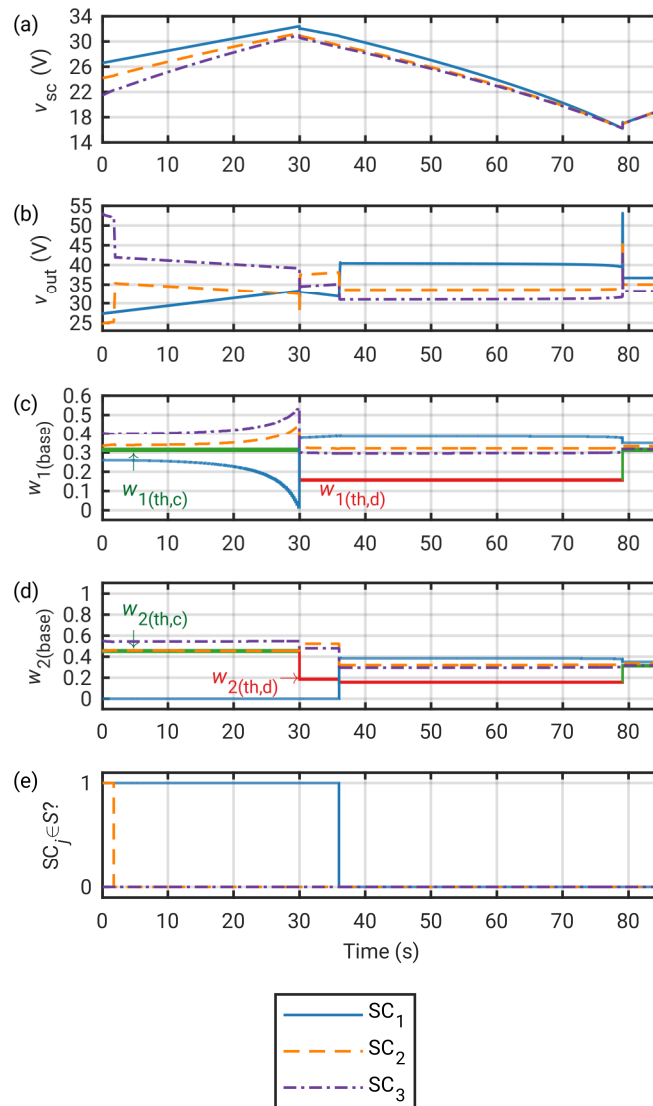 (a)
v_sc (V)
34
30
26
22
18
14
0 10 20 30 40 50 60 70 80
(b)
v_out (V)
55
50
45
40
35
30
25
0 10 20 30 40 50 60 70 80
(c)
w_1(base)
0.6
0.5
0.4
0.3
0.2
0.1
0
w_1(th,c)
w_1(th,d)
0 10 20 30 40 50 60 70 80
(d)
w_2(base)
1
0.8
0.6
0.4
0.2
0
w_2(th,c)
w_2(th,d)
0 10 20 30 40 50 60 70 80
(e)
SC_j∈S?
1
0
0 10 20 30 40 50 60 70 80
Time (s)
SC_1
SC_2
SC_3